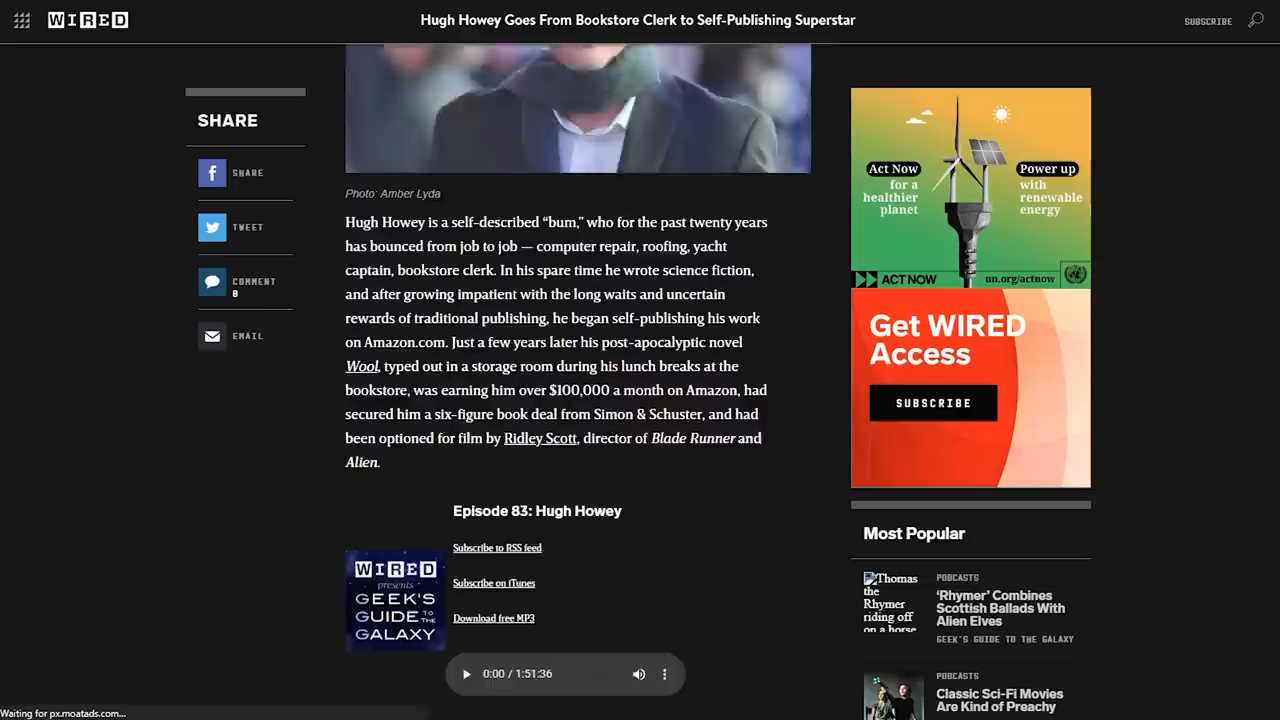 WIRED
Hugh Howey Goes From Bookstore Clerk to Self-Publishing Superstar
SUBSCRIBE
SHARE
f SHARE
TWEET
COMMENT
8
EMAIL
Photo: Amber Lyda
Hugh Howey is a self-described “bum,” who for the past twenty years
has bounced from job to job — computer repair, roofing, yacht
captain, bookstore clerk. In his spare time he wrote science fiction,
and after growing impatient with the long waits and uncertain
rewards of traditional publishing, he began self-publishing his work
on Amazon.com. Just a few years later his post-apocalyptic novel
Wool, typed out in a storage room during his lunch breaks at the
bookstore, was earning him over $100,000 a month on Amazon, had
secured him a six-figure book deal from Simon & Schuster, and had
been optioned for film by Ridley Scott, director of Blade Runner and
Alien.
Episode 83: Hugh Howey
Subscribe to RSS feed
Subscribe on iTunes
Download free MP3
WIRED
presents
GEEK'S
GUIDE TO THE
GALAXY
0:00 / 1:51:36
Act Now
for a
healthier
planet
Power up
with
renewable
energy
ACT NOW
un.org/actnow
Get WIRED
Access
SUBSCRIBE
Most Popular
Thomas
the
Rhymer
riding off
on a horse
PODCASTS
‘Rhymer’ Combines
Scottish Ballads With
Alien Elves
GEEK'S GUIDE TO THE GALAXY
PODCASTS
Classic Sci-Fi Movies
Are Kind of Preachy
Waiting for px.moatads.com...